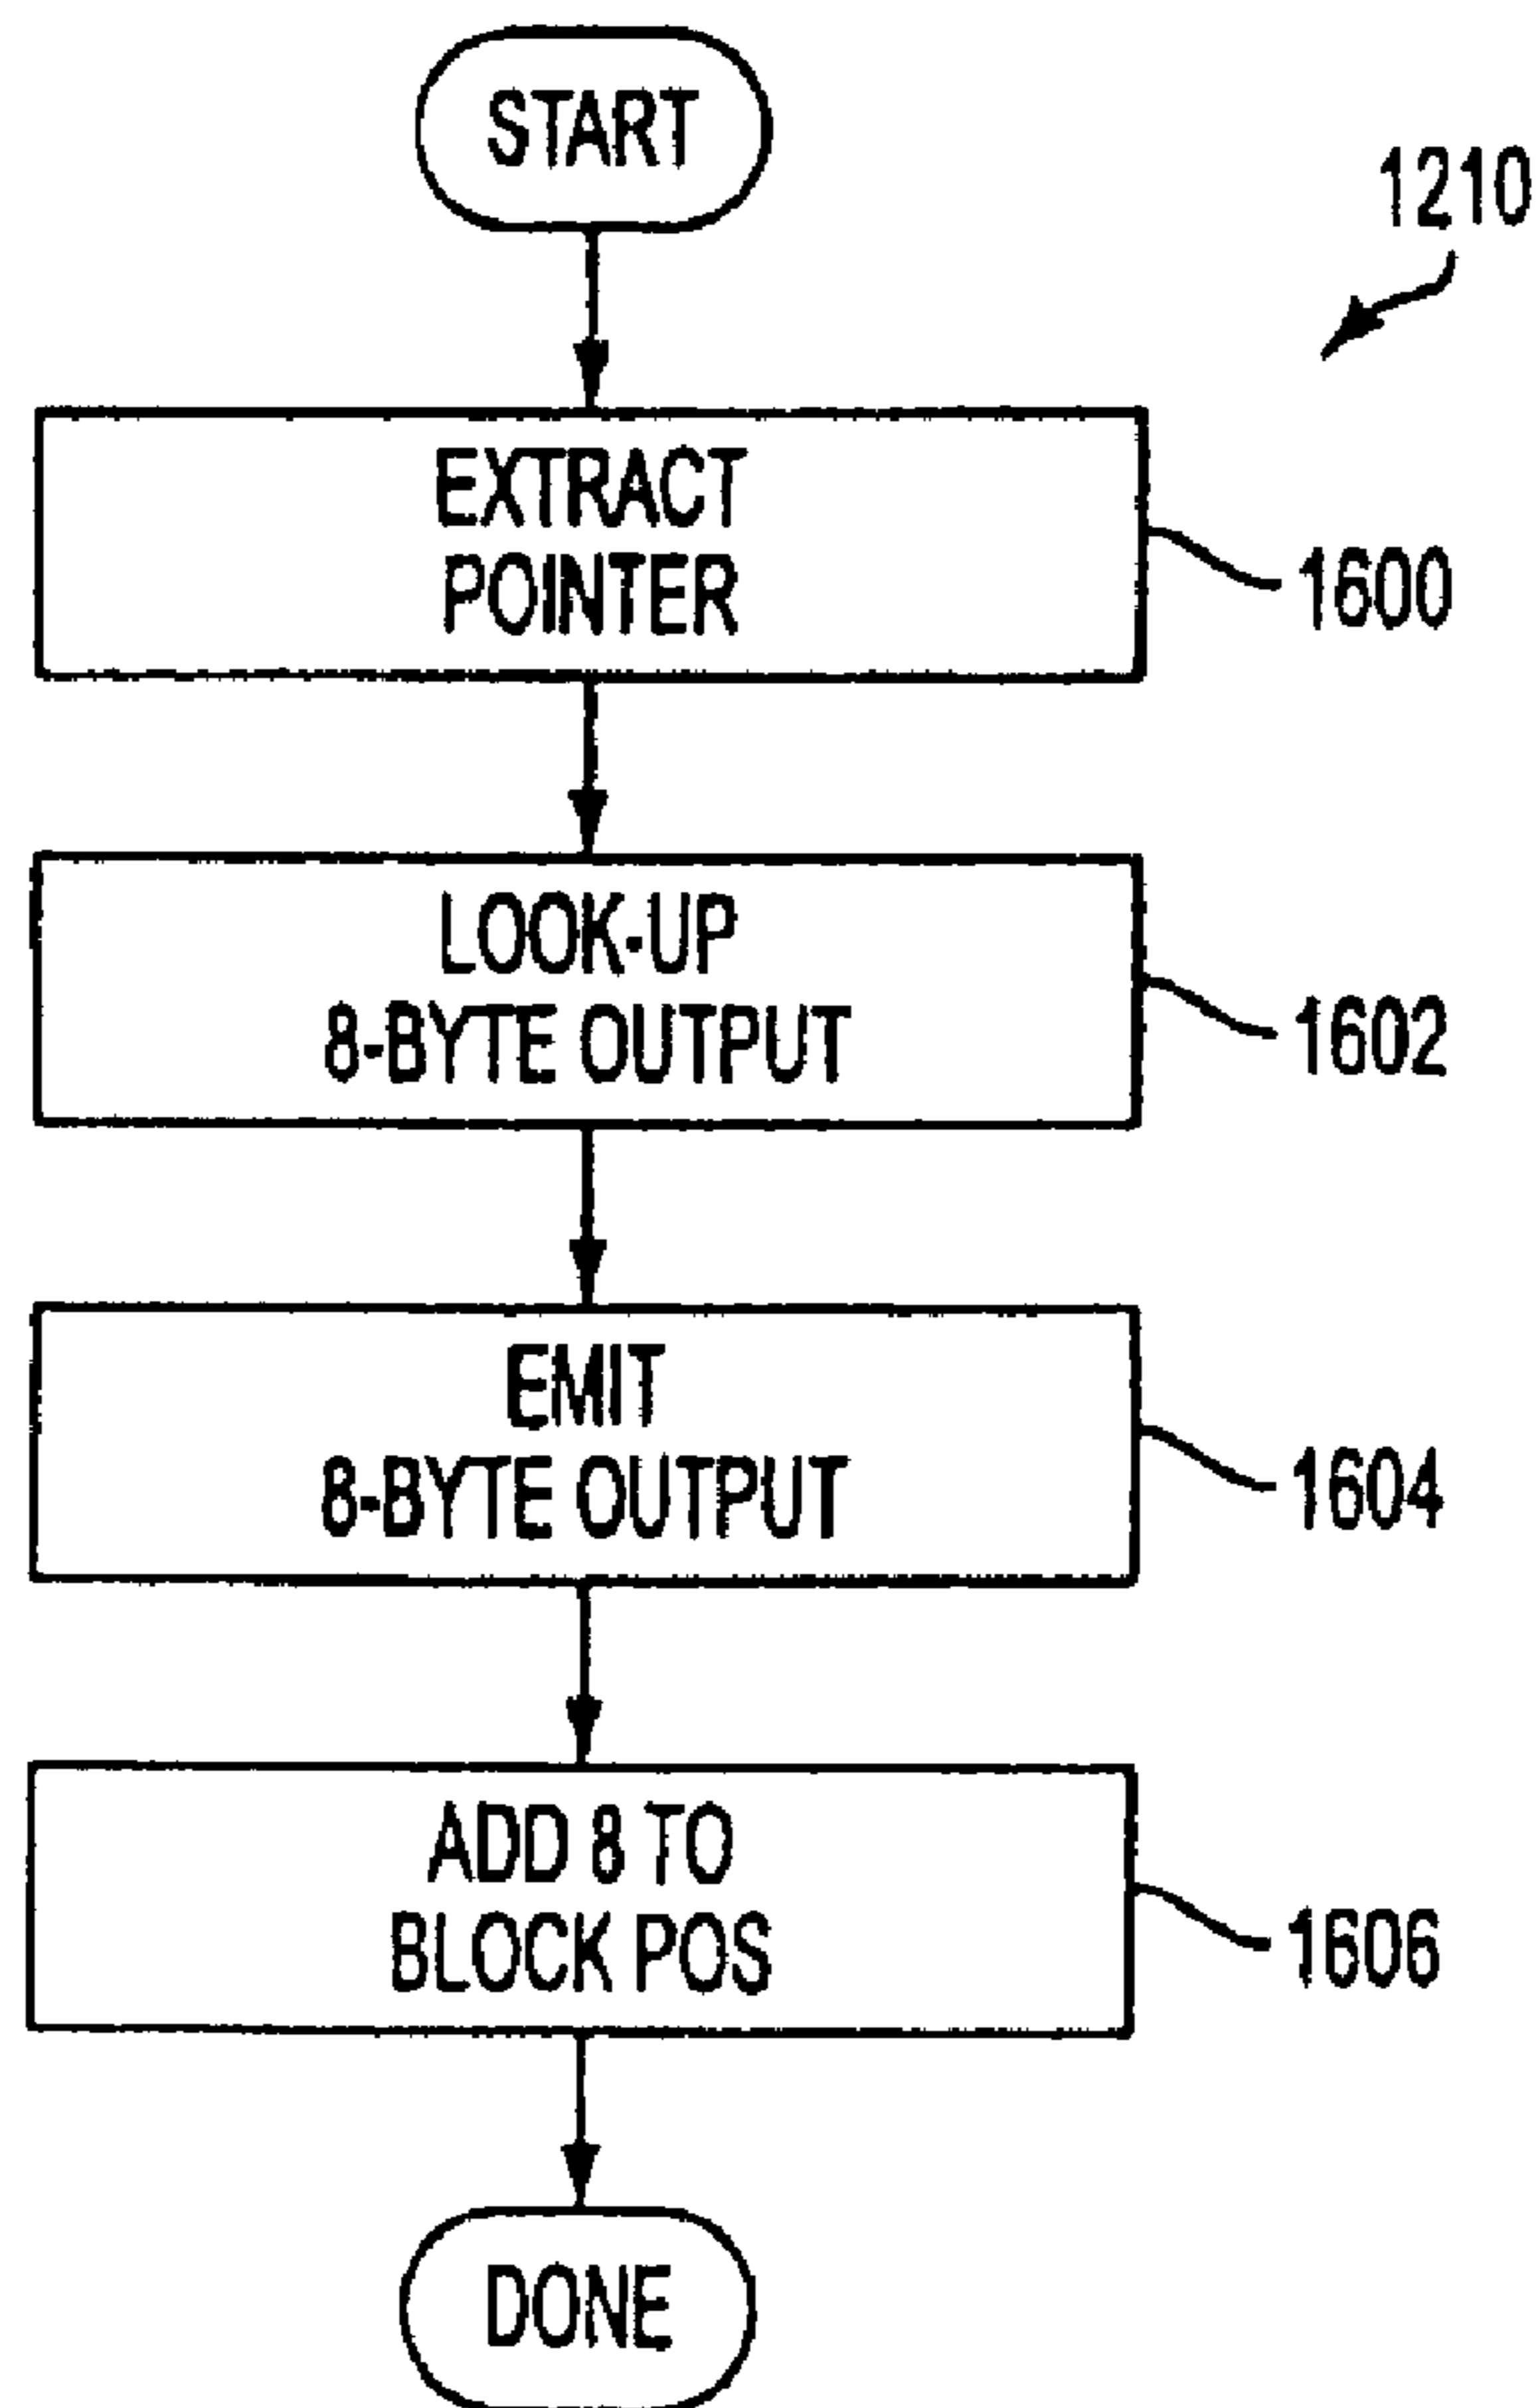 START
1210
EXTRACT
POINTER
1600
LOOK-UP
8-BYTE OUTPUT
1602
EMIT
8-BYTE OUTPUT
1604
ADD 8 TO
BLOCK POS
1606
DONE